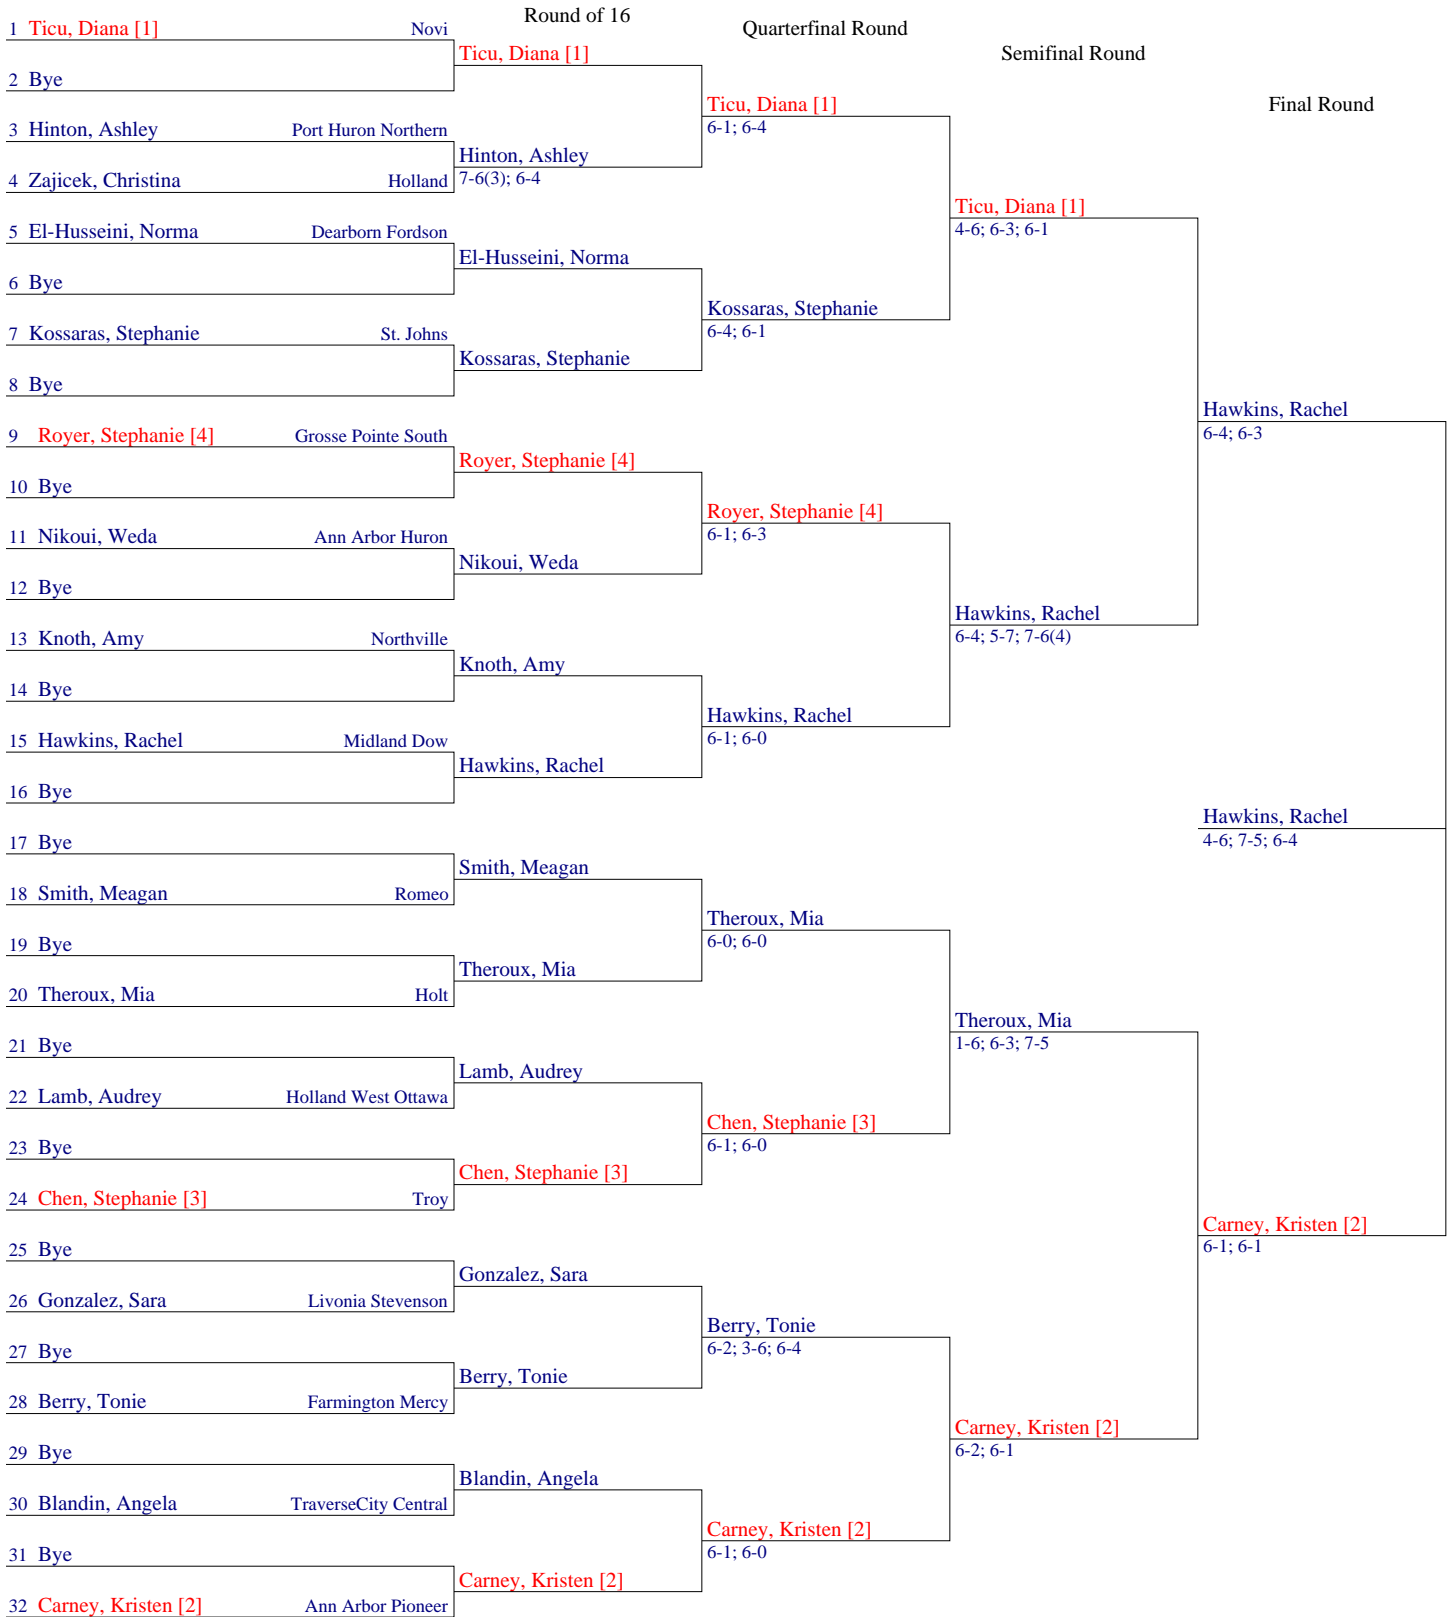 Round of 16
Quarterfinal Round
Semifinal Round
Final Round
1 Ticu, Diana [1] Novi
2 Bye
3 Hinton, Ashley Port Huron Northern
4 Zajicek, Christina Holland
5 El-Husseini, Norma Dearborn Fordson
6 Bye
7 Kossaras, Stephanie St. Johns
8 Bye
9 Royer, Stephanie [4] Grosse Pointe South
10 Bye
11 Nikoui, Weda Ann Arbor Huron
12 Bye
13 Knoth, Amy Northville
14 Bye
15 Hawkins, Rachel Midland Dow
16 Bye
17 Bye
18 Smith, Meagan Romeo
19 Bye
20 Theroux, Mia Holt
21 Bye
22 Lamb, Audrey Holland West Ottawa
23 Bye
24 Chen, Stephanie [3] Troy
25 Bye
26 Gonzalez, Sara Livonia Stevenson
27 Bye
28 Berry, Tonie Farmington Mercy
29 Bye
30 Blandin, Angela TraverseCity Central
31 Bye
32 Carney, Kristen [2] Ann Arbor Pioneer
Ticu, Diana [1]
Hinton, Ashley
7-6(3); 6-4
El-Husseini, Norma
Kossaras, Stephanie
Royer, Stephanie [4]
Nikoui, Weda
Knoth, Amy
Hawkins, Rachel
Smith, Meagan
Theroux, Mia
Lamb, Audrey
Chen, Stephanie [3]
Gonzalez, Sara
Berry, Tonie
Blandin, Angela
Carney, Kristen [2]
Ticu, Diana [1]
6-1; 6-4
Kossaras, Stephanie
6-4; 6-1
Royer, Stephanie [4]
6-1; 6-3
Hawkins, Rachel
6-1; 6-0
Theroux, Mia
6-0; 6-0
Chen, Stephanie [3]
6-1; 6-0
Berry, Tonie
6-2; 3-6; 6-4
Carney, Kristen [2]
6-1; 6-0
Ticu, Diana [1]
4-6; 6-3; 6-1
Hawkins, Rachel
6-4; 5-7; 7-6(4)
Theroux, Mia
1-6; 6-3; 7-5
Carney, Kristen [2]
6-2; 6-1
Hawkins, Rachel
6-4; 6-3
Hawkins, Rachel
4-6; 7-5; 6-4
Carney, Kristen [2]
6-1; 6-1